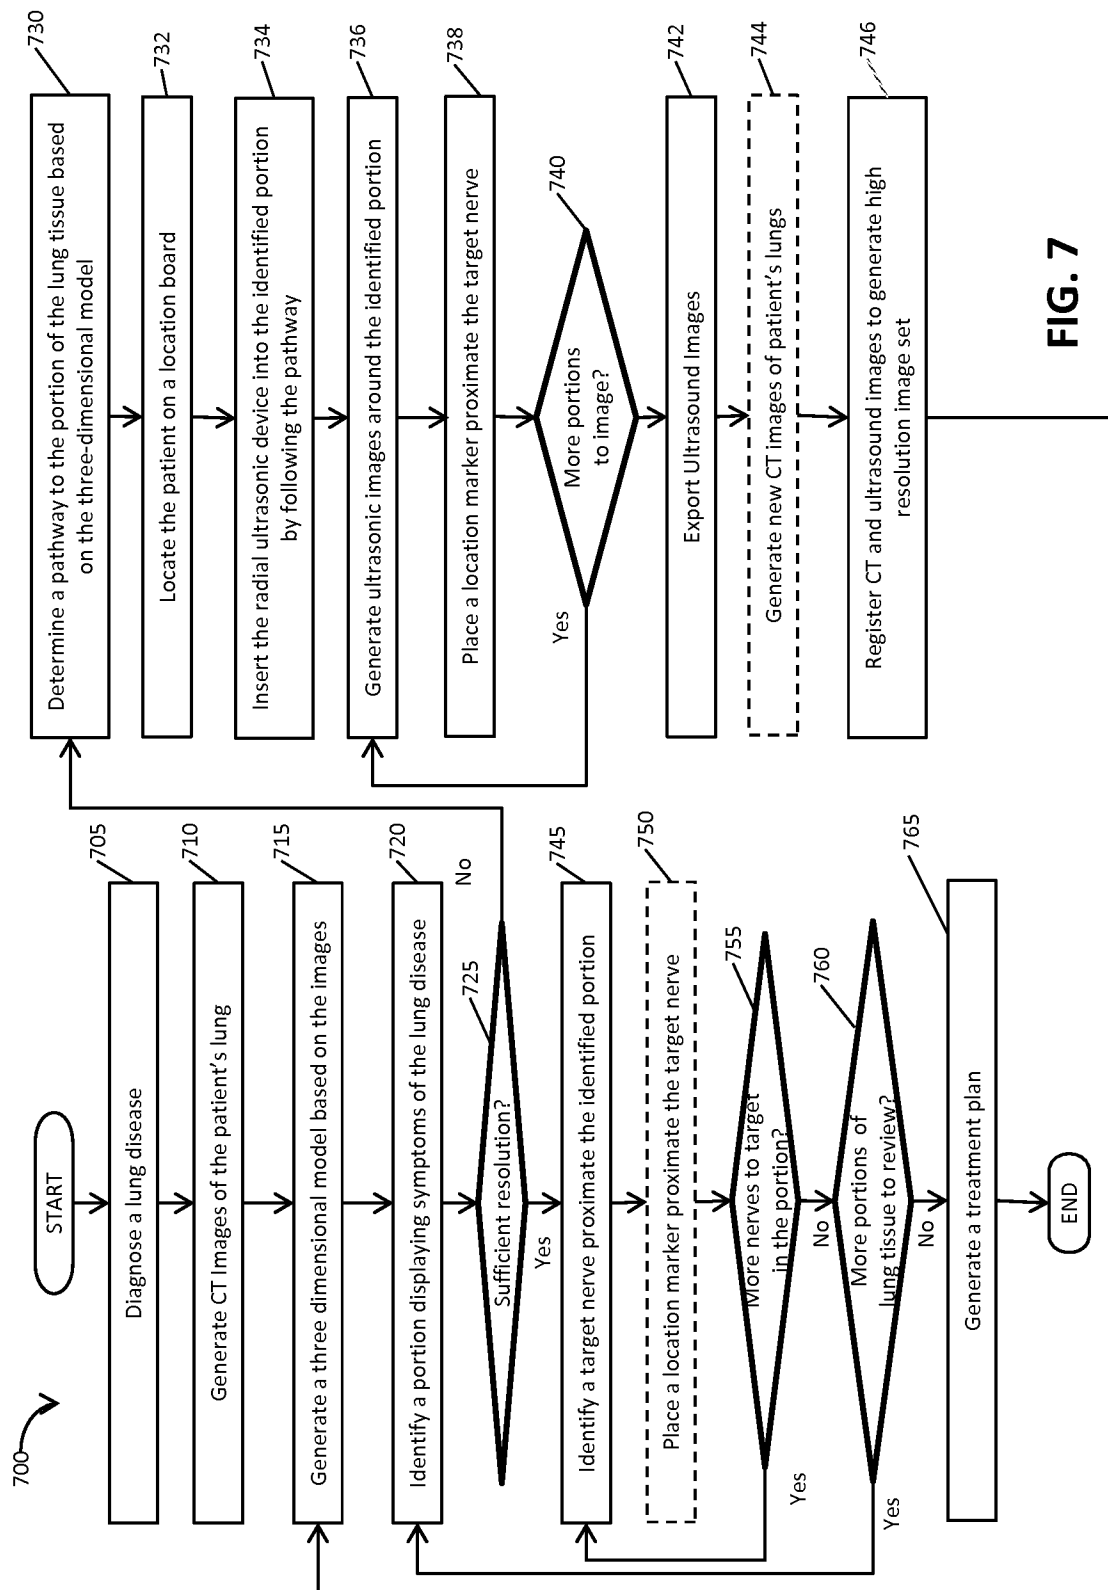 700
START
Diagnose a lung disease
705
Generate CT Images of the patient's lung
710
Generate a three dimensional model based on the images
715
Identify a portion displaying symptoms of the lung disease
720
Sufficient resolution?
725
No
Yes
Identify a target nerve proximate the identified portion
745
Place a location marker proximate the target nerve
750
More nerves to target
in the portion?
755
Yes
No
More portions of
lung tissue to review?
760
Yes
No
Generate a treatment plan
765
END
Determine a pathway to the portion of the lung tissue based
on the three-dimensional model
730
Locate the patient on a location board
732
Insert the radial ultrasonic device into the identified portion
by following the pathway
734
Generate ultrasonic images around the identified portion
736
Place a location marker proximate the target nerve
738
More portions
to image?
740
Yes
Export Ultrasound Images
742
Generate new CT images of patient's lungs
744
Register CT and ultrasound images to generate high
resolution image set
746
FIG. 7